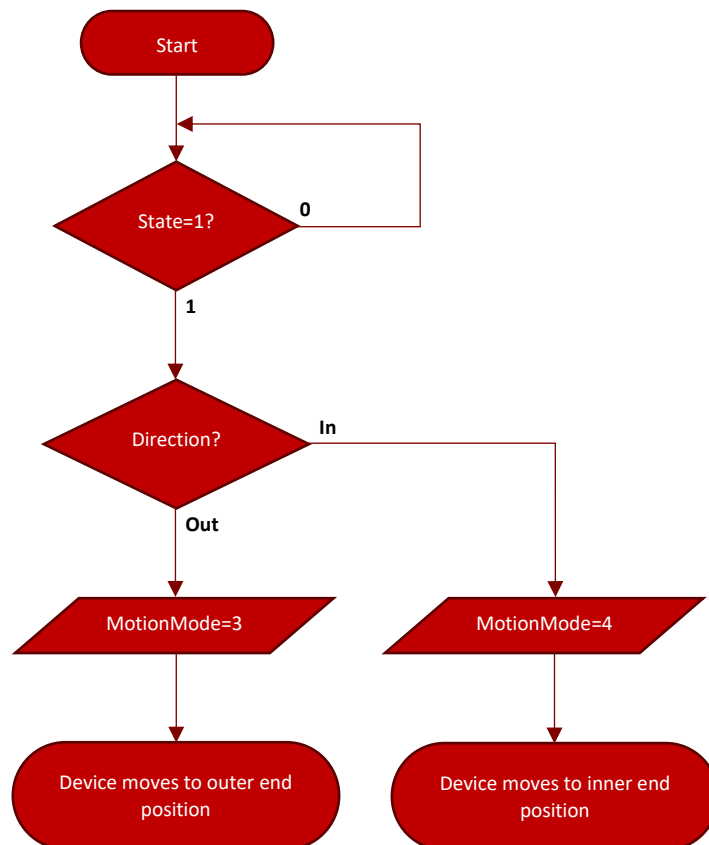 Start
State=1?
0
1
Direction?
In
Out
MotionMode=3
MotionMode=4
Device moves to outer end
position
Device moves to inner end
position